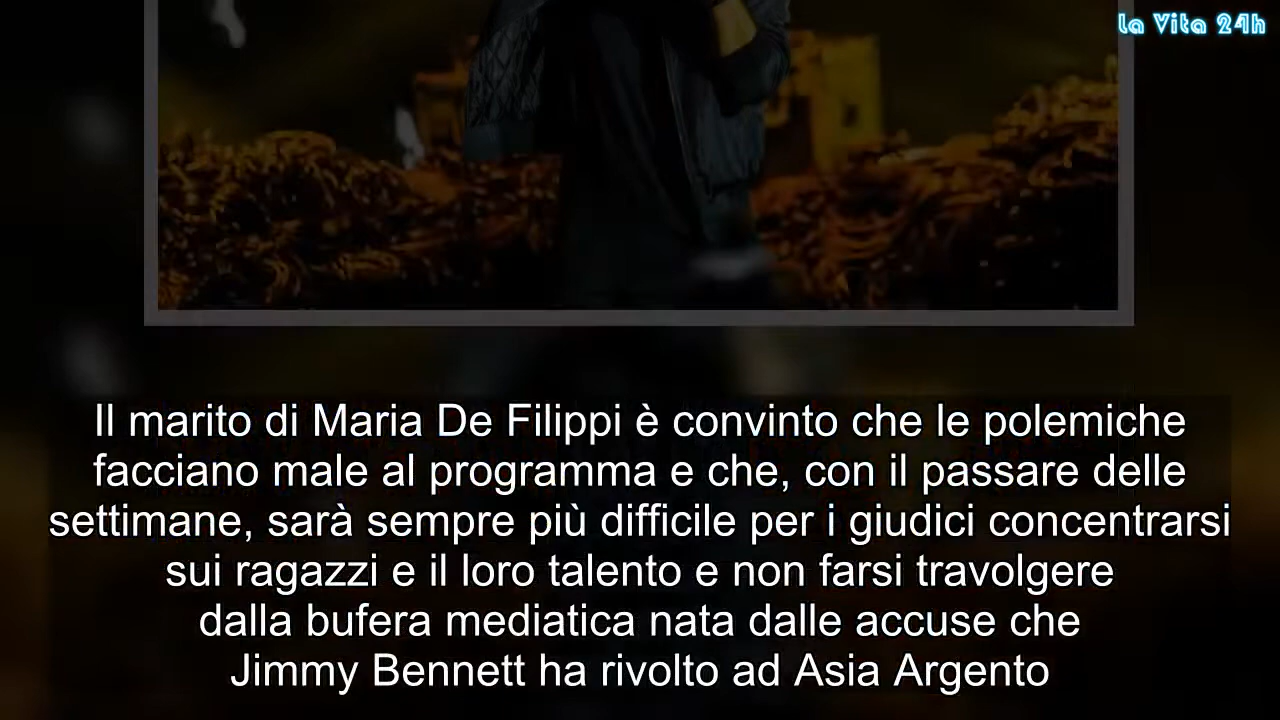 La Vita 24h
Il marito di Maria De Filippi è convinto che le polemiche
facciano male al programma e che, con il passare delle
settimane, sarà sempre più difficile per i giudici concentrarsi
sui ragazzi e il loro talento e non farsi travolgere
dalla bufera mediatica nata dalle accuse che
Jimmy Bennett ha rivolto ad Asia Argento